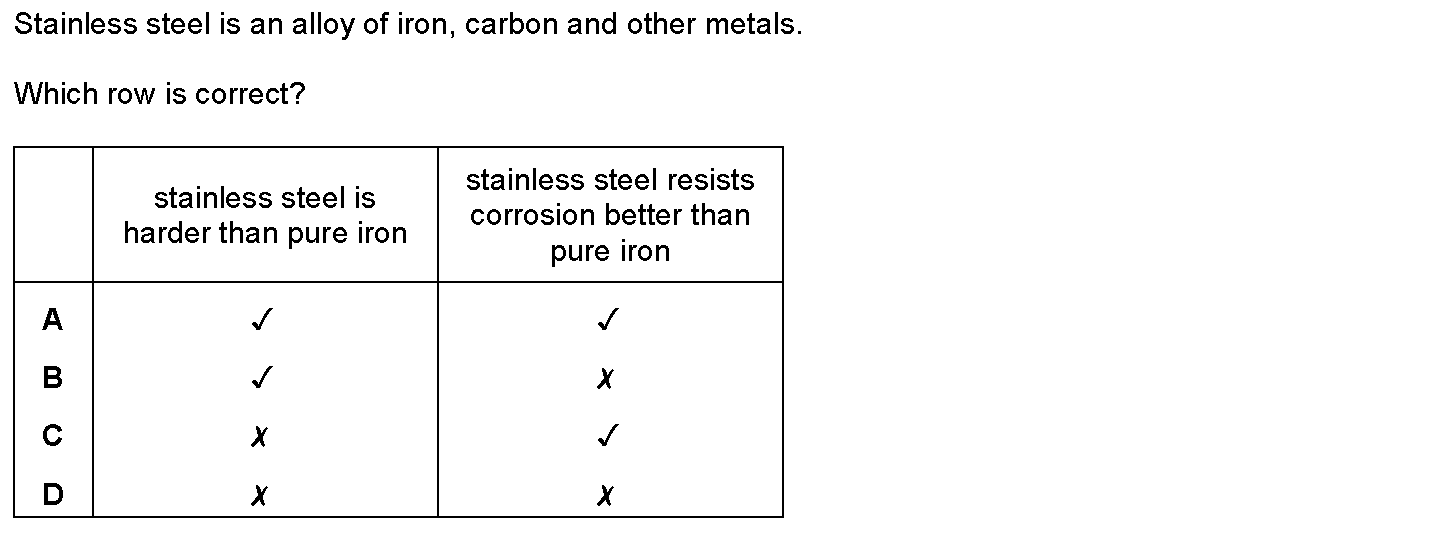 Stainless steel is an alloy of iron, carbon and other metals.
Which row is correct?
stainless steel is
harder than pure iron
stainless steel resists
corrosion better than
pure iron
A ✓ ✓
B ✓ ✗
C ✗ ✓
D ✗ ✗